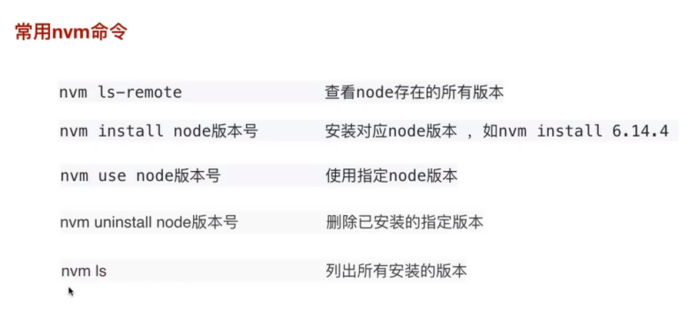 常用nvm命令
nvm ls-remote 查看node存在的所有版本
nvm install node版本号 安装对应node版本 ，如nvm install 6.14.4
nvm use node版本号 使用指定node版本
nvm uninstall node版本号 删除已安装的指定版本
nvm ls 列出所有安装的版本